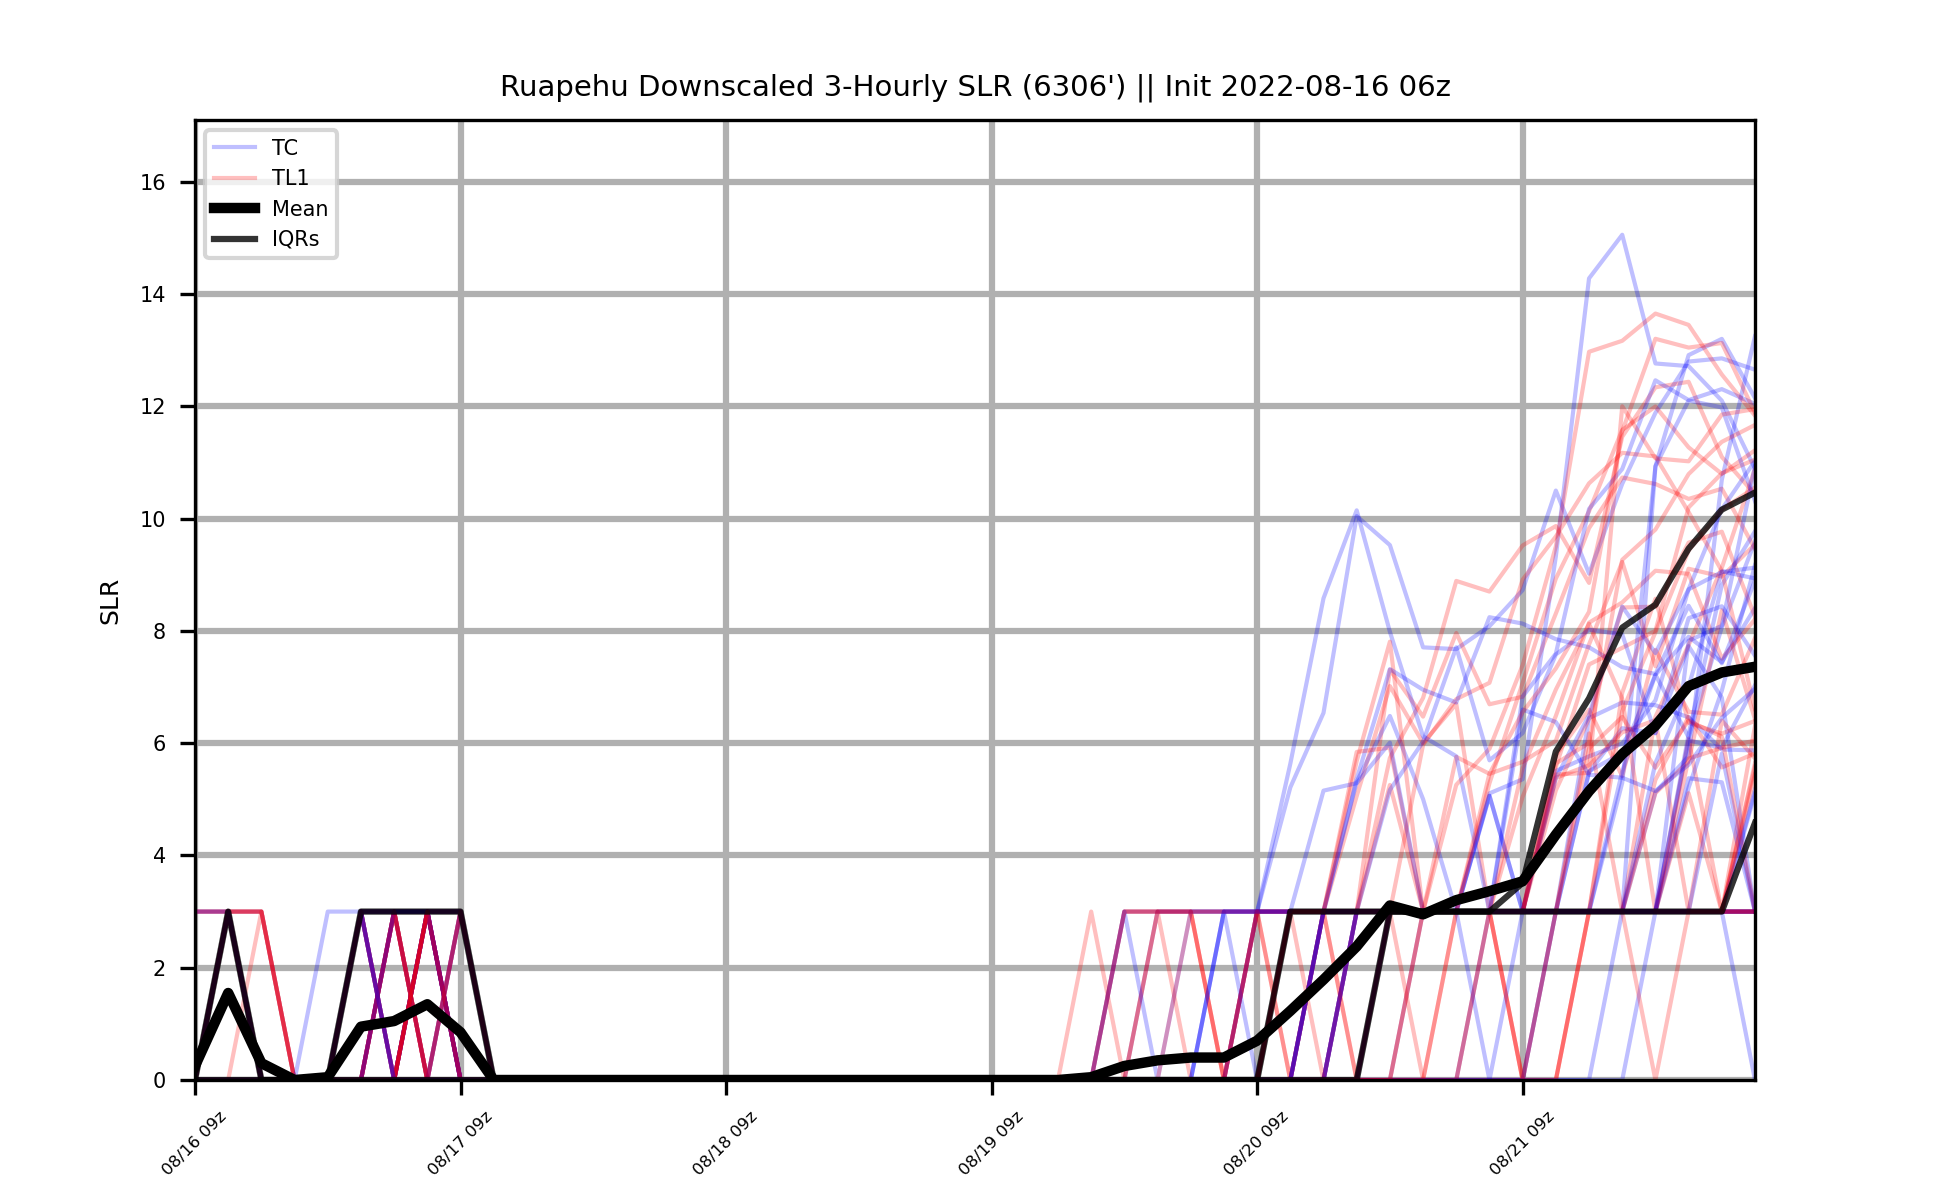 Ruapehu Downscaled 3-Hourly SLR (6306') || Init 2022-08-16 06z
TC
TL1
Mean
IQRs
SLR
16
14
12
10
8
6
4
2
0
08/16 09z
08/17 09z
08/18 09z
08/19 09z
08/20 09z
08/21 09z